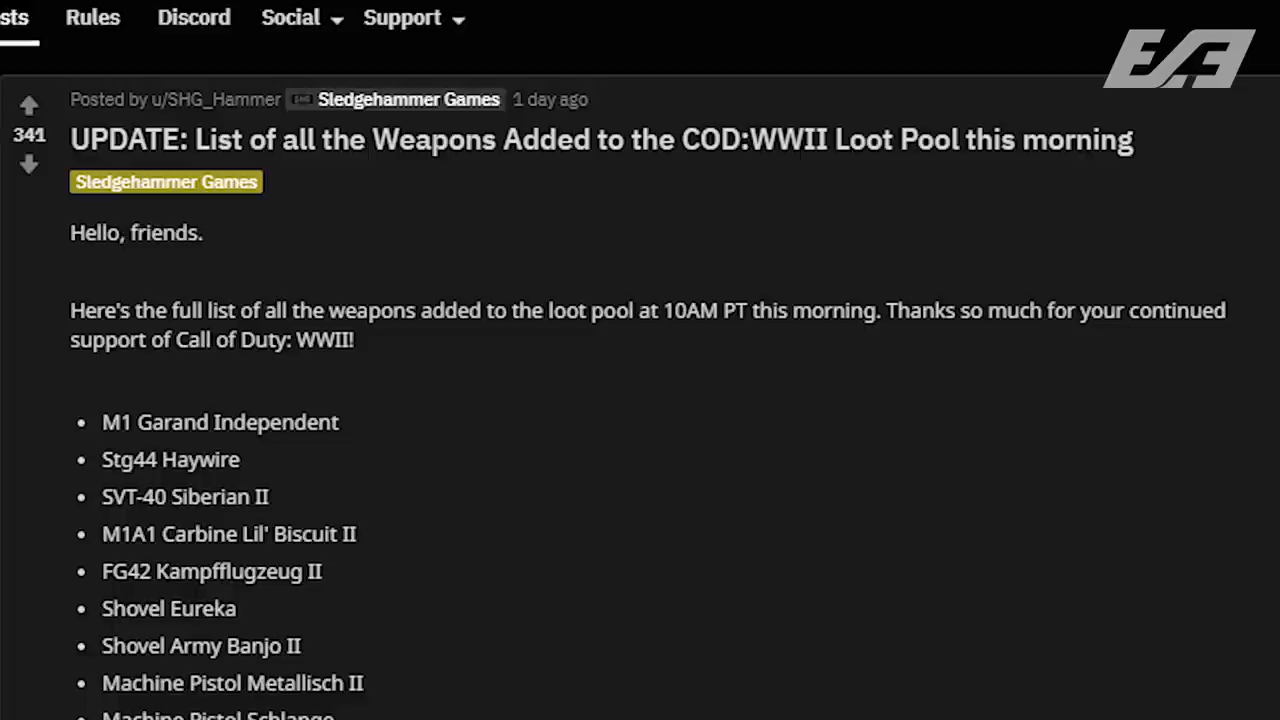 sts Rules Discord Social Support
Posted by u/SHG_Hammer Sledgehammer Games 1 day ago
341
UPDATE: List of all the Weapons Added to the COD:WWII Loot Pool this morning
Sledgehammer Games
Hello, friends.
Here's the full list of all the weapons added to the loot pool at 10AM PT this morning. Thanks so much for your continued
support of Call of Duty: WWII!
• M1 Garand Independent
• Stg44 Haywire
• SVT-40 Siberian II
• M1A1 Carbine Lil' Biscuit II
• FG42 Kampfflugzeug II
• Shovel Eureka
• Shovel Army Banjo II
• Machine Pistol Metallisch II
• Machine Pistol Schlange